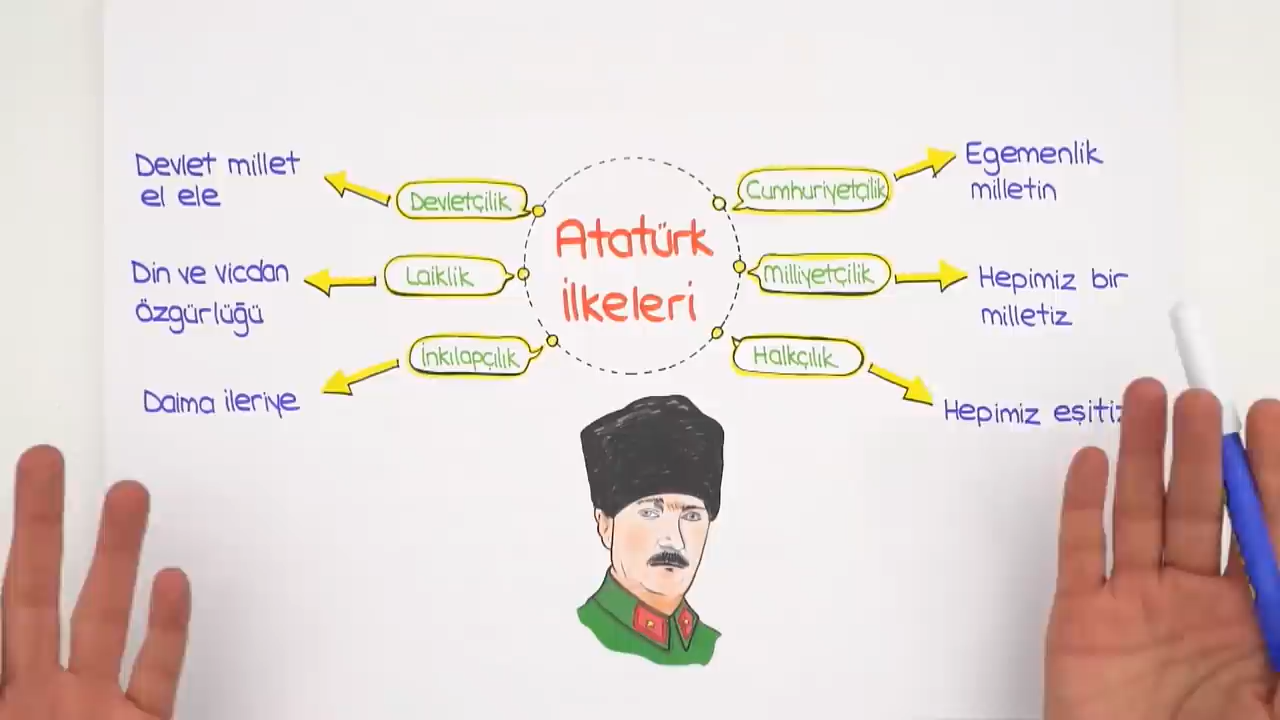 Atatürk
ilkeleri
Cumhuriyetçilik
Egemenlik
milletin
Milliyetçilik
Hepimiz bir
milletiz
Halkçılık
Hepimiz eşitiz
Devletçilik
Devlet millet
el ele
Laiklik
Din ve vicdan
özgürlüğü
İnkılapçılık
Daima ileriye